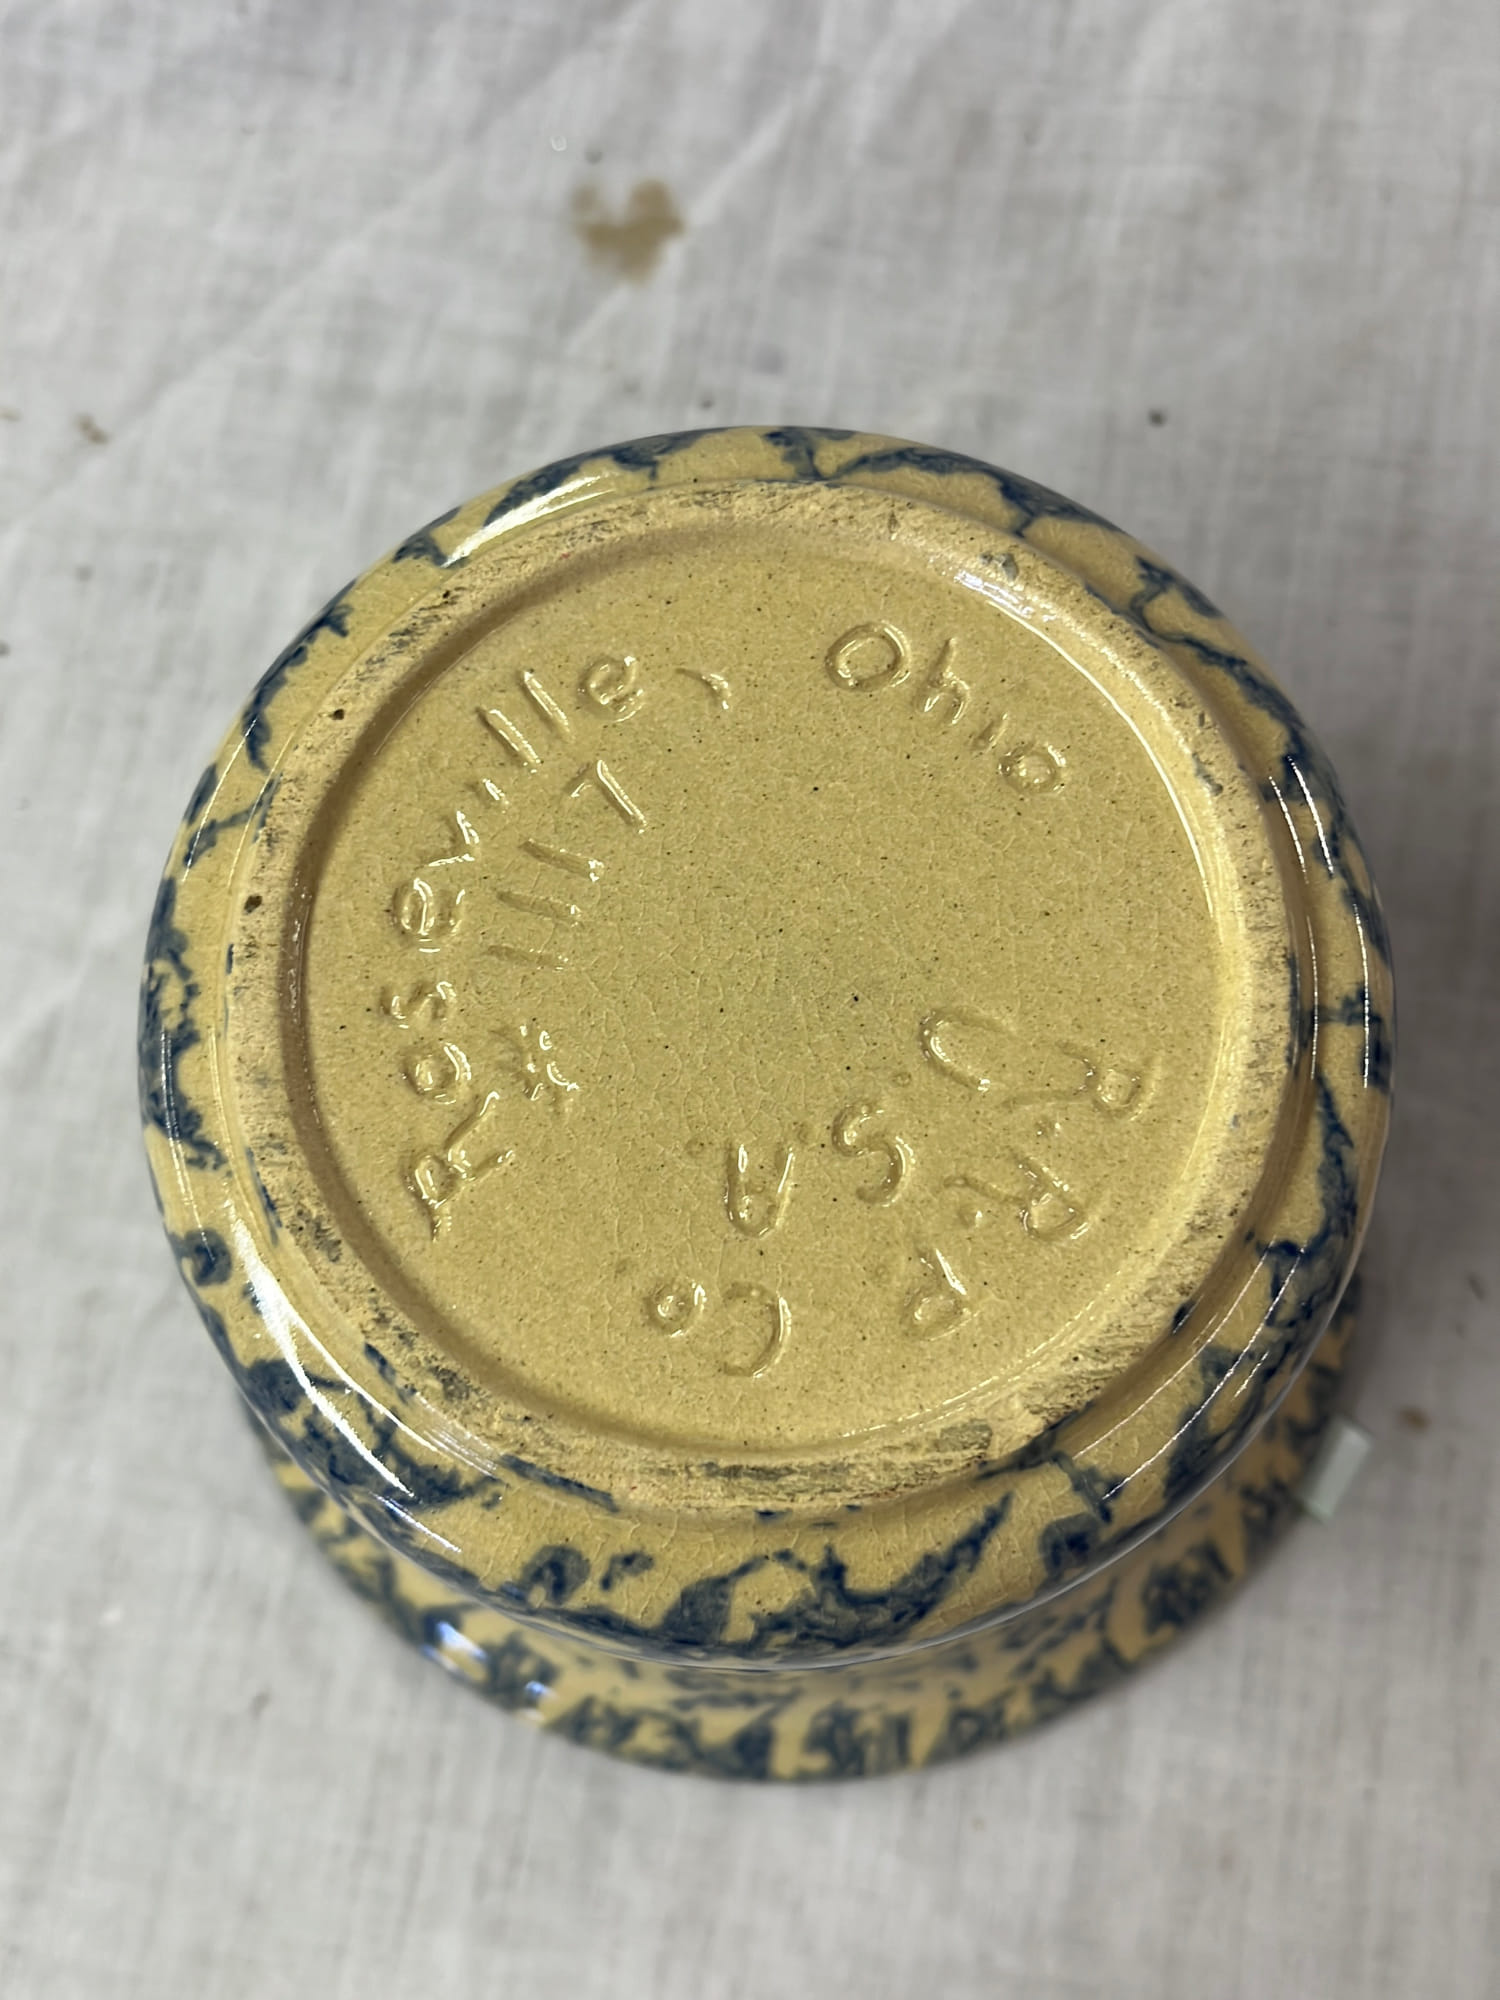 Roseville, Ohio
# 1117
U.S.A.
R.R.P Co